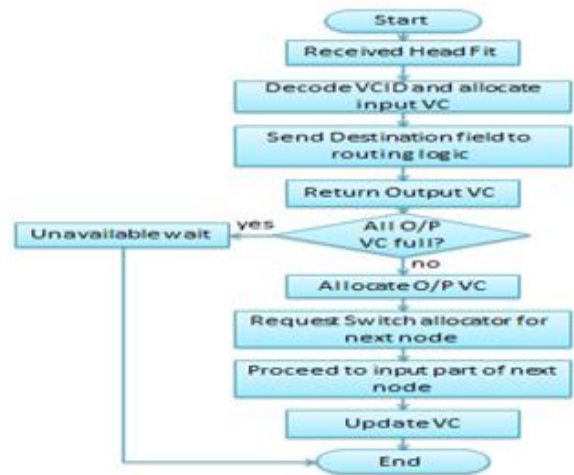 Start
Received Head Fit
Decode VCID and allocate
input VC
Send Destination field to
routing logic
Return Output VC
yes
Unavailable wait
All O/P
VC full?
no
Allocate O/P VC
Request Switch allocator for
next node
Proceed to input part of next
node
Update VC
End